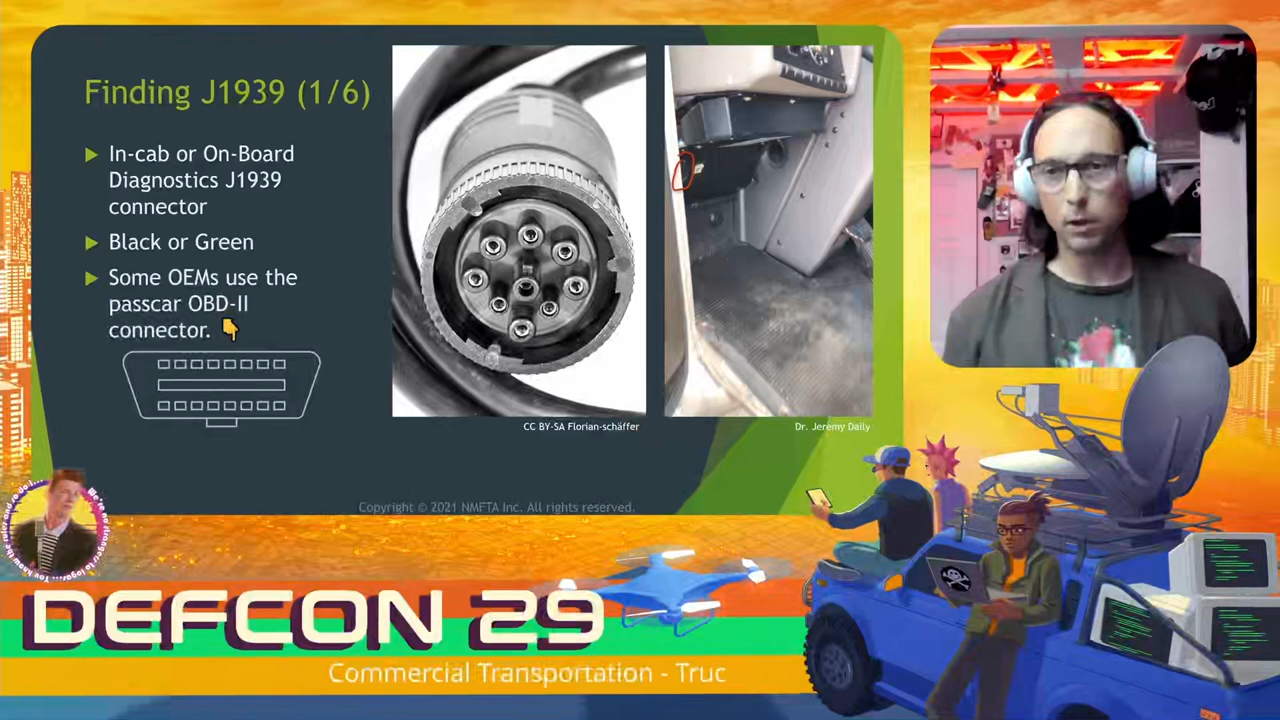 Finding J1939 (1/6)
In-cab or On-Board
Diagnostics J1939
connector
Black or Green
Some OEMs use the
passcar OBD-II
connector. 👇
CC BY-SA Florian-schäffer
Dr. Jeremy Daily
Copyright © 2021 NMFTA Inc. All rights reserved.
DEFCON 29
Commercial Transportation - Truc